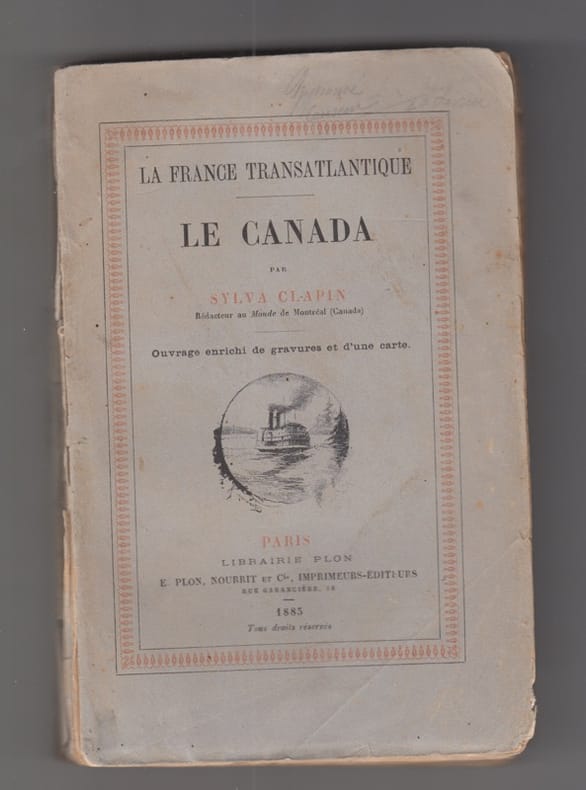 LA FRANCE TRANSATLANTIQUE
LE CANADA
PAR
SYLVA CLAPIN
Rédacteur au Monde de Montréal (Canada)
Ouvrage enrichi de gravures et d'une carte.
PARIS
LIBRAIRIE PLON
E. PLON, NOURRIT ET Cie, IMPRIMEURS-ÉDITEURS
RUE GARANCIÈRE, 10
1885
Tous droits réservés